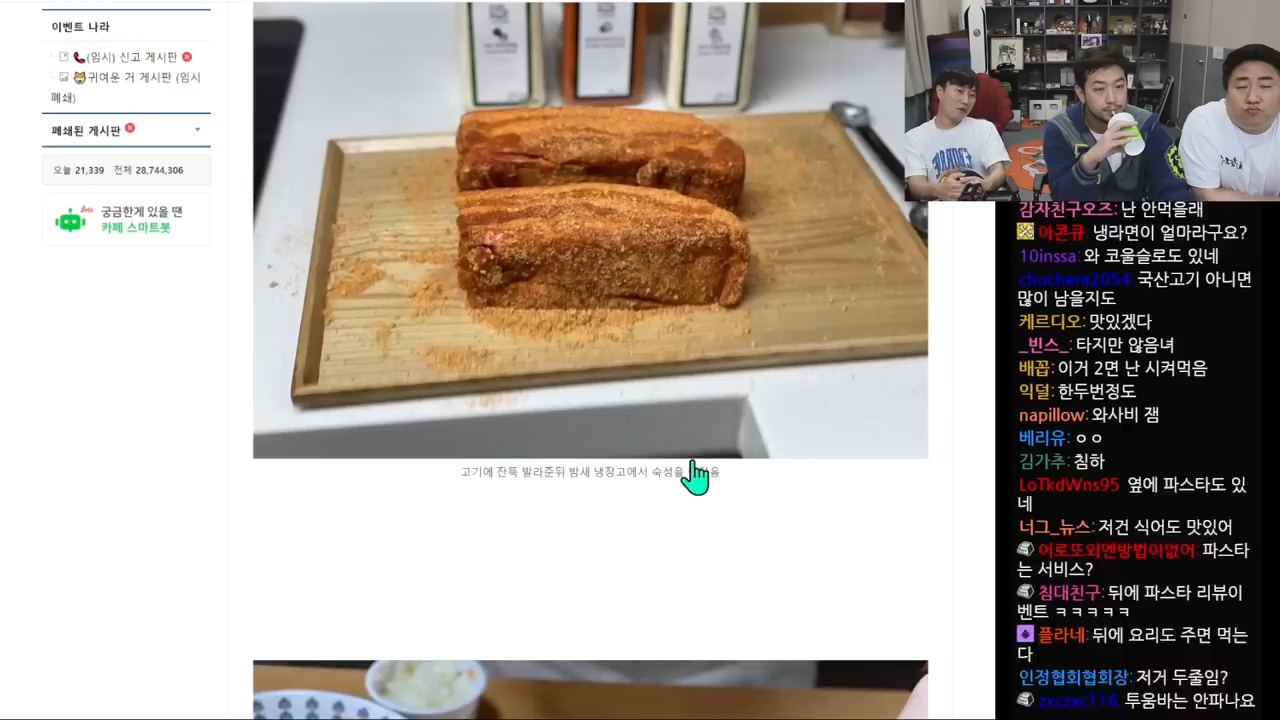 이벤트 나라
(임시) 신고 게시판 N
귀여운 거 게시판 (임시
폐쇄)
폐쇄된 게시판 N
오늘 21,339 전체 28,744,306
궁금한게 있을 땐
카페 스마트봇
Beta
고기에 잔뜩 발라준뒤 밤새 냉장고에서 숙성을
감자친구오즈: 난 안먹을래
아콘큐: 냉라면이 얼마라구요?
10inssa: 와 코울슬로도 있네
chuchera2054: 국산고기 아니면
많이 남을지도
케르디오: 맛있겠다
_빈스_: 타지만 않음녀
배꼽: 이거 2면 난 시켜먹음
익덜: 한두번정도
napillow: 와사비 잼
베리유: ㅇㅇ
김가추: 침하
LoTkdWns95: 옆에 파스타도 있
네
너그_뉴스: 저건 식어도 맛있어
어로또외엔방법이없어: 파스타
는 서비스?
침대친구: 뒤에 파스타 리뷰이
벤트 ㅋㅋㅋㅋㅋ
플라네: 뒤에 요리도 주면 먹는
다
인정협회협회장: 저거 두줄임?
zxczxc116: 투움바는 안파나요